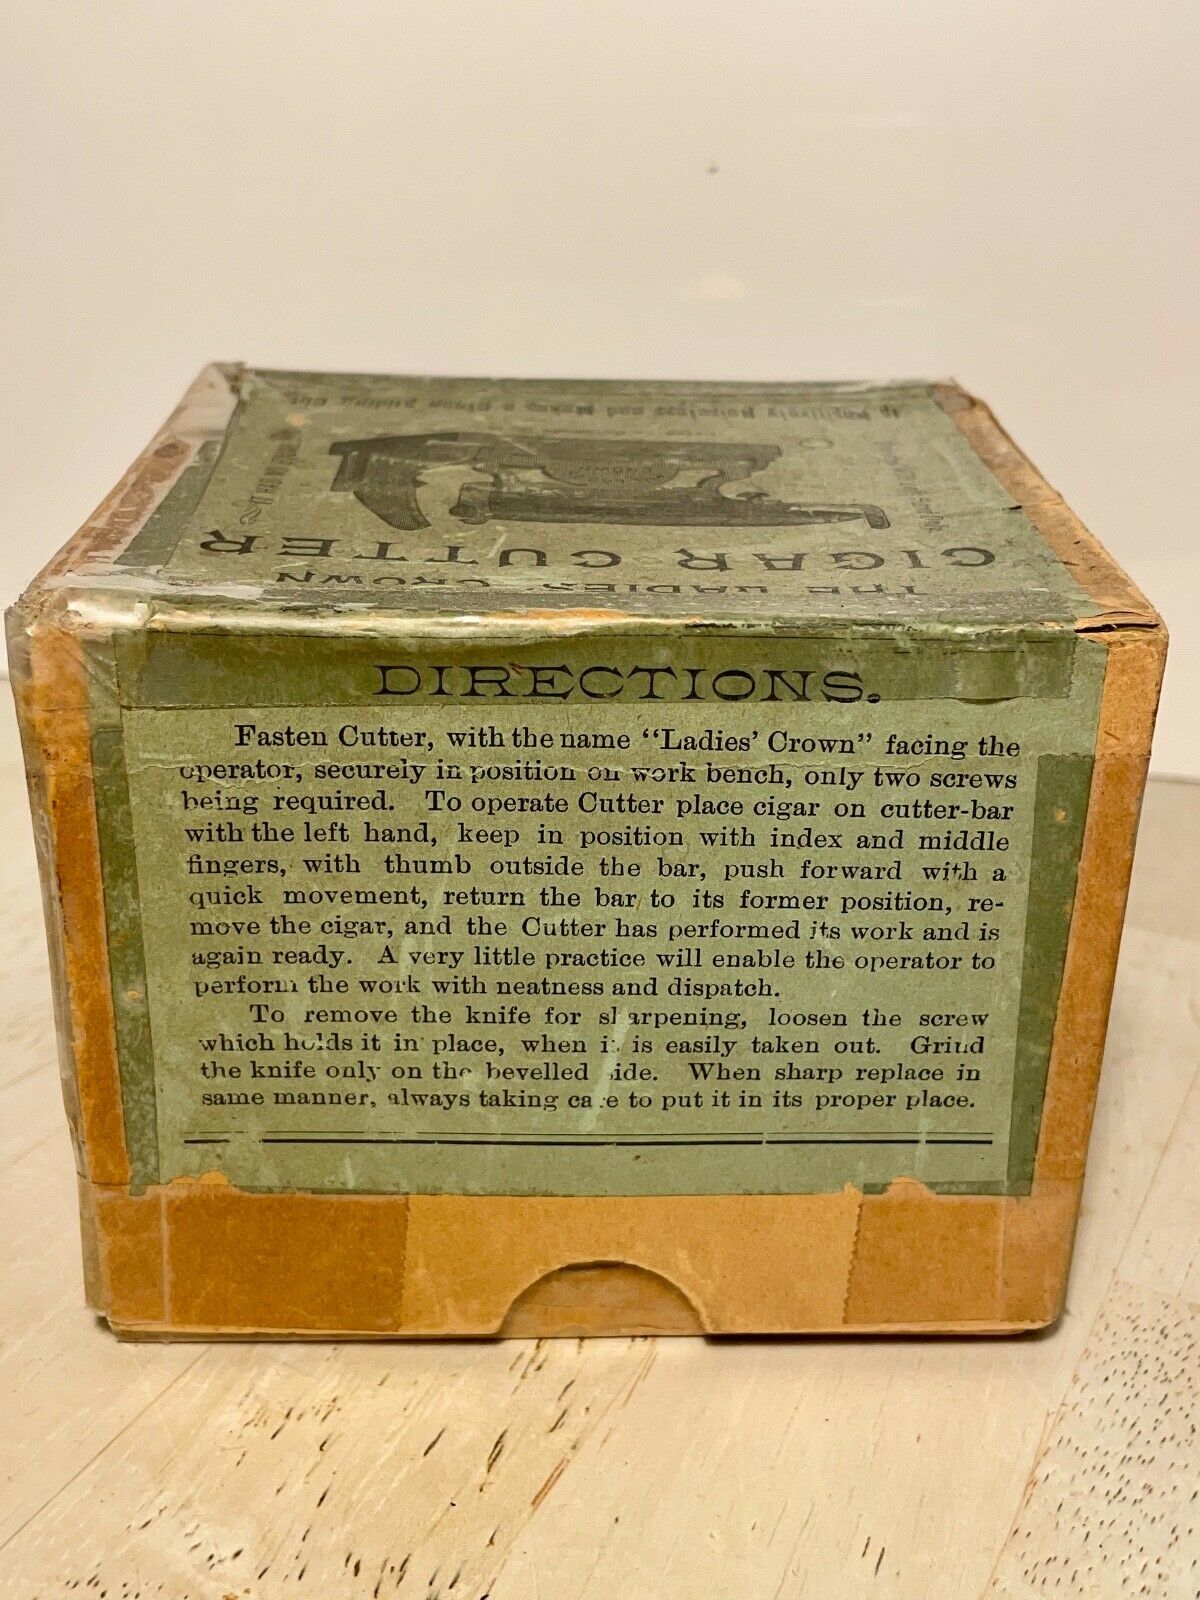 THE LADIES' CROWN
CIGAR CUTTER
DIRECTIONS.
Fasten Cutter, with the name "Ladies' Crown" facing the
operator, securely in position on work bench, only two screws
being required. To operate Cutter place cigar on cutter-bar
with the left hand, keep in position with index and middle
fingers, with thumb outside the bar, push forward with a
quick movement, return the bar to its former position, re-
move the cigar, and the Cutter has performed its work and is
again ready. A very little practice will enable the operator to
perform the work with neatness and dispatch.
To remove the knife for sharpening, loosen the screw
which holds it in place, when it is easily taken out. Grind
the knife only on the bevelled side. When sharp replace in
same manner, always taking care to put it in its proper place.